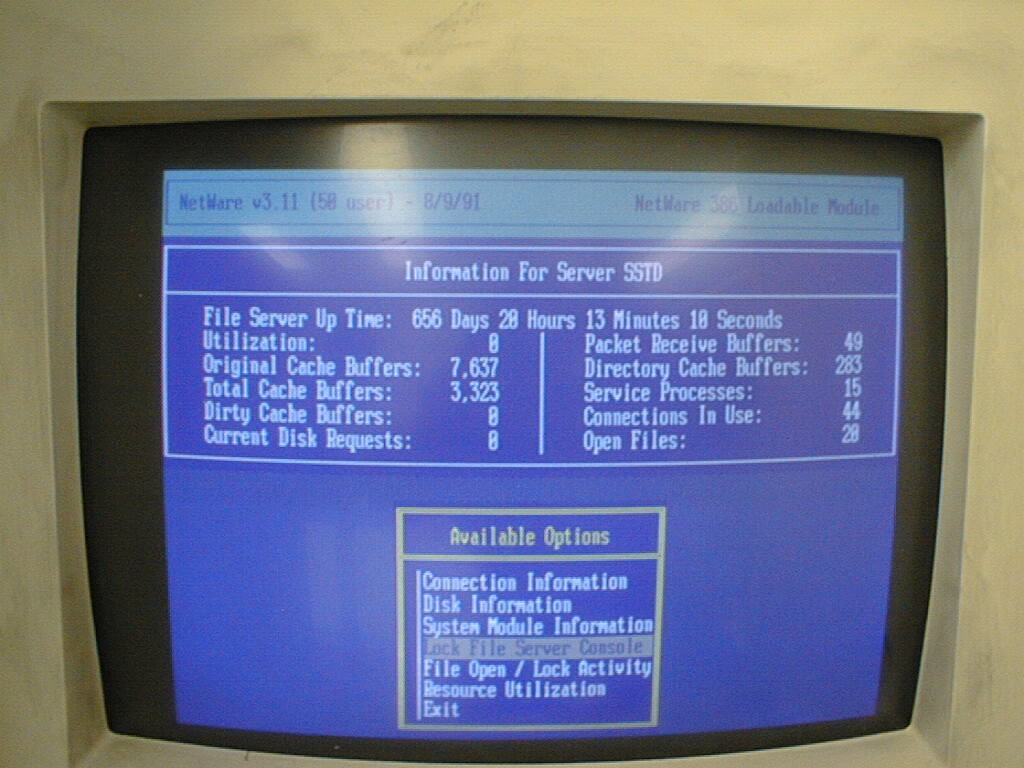 NetWare v3.11 (50 user) - 8/9/91 NetWare 386 Loadable Module
Information For Server SSTD
File Server Up Time: 656 Days 20 Hours 13 Minutes 10 Seconds
Utilization: 0 Packet Receive Buffers: 49
Original Cache Buffers: 7,637 Directory Cache Buffers: 283
Total Cache Buffers: 3,323 Service Processes: 15
Dirty Cache Buffers: 0 Connections In Use: 44
Current Disk Requests: 0 Open Files: 20
Available Options
Connection Information
Disk Information
System Module Information
Lock File Server Console
File Open / Lock Activity
Resource Utilization
Exit